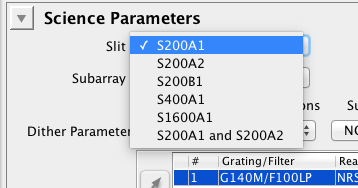 Science Parameters
Slit
S200A1
S200A2
Subarray
S200B1
S400A1
S1600A1
S200A1 and S200A2
ons
Su
Dither Parameter
NO
# Grating/Filter Rea
1 G140M/F100LP NRS